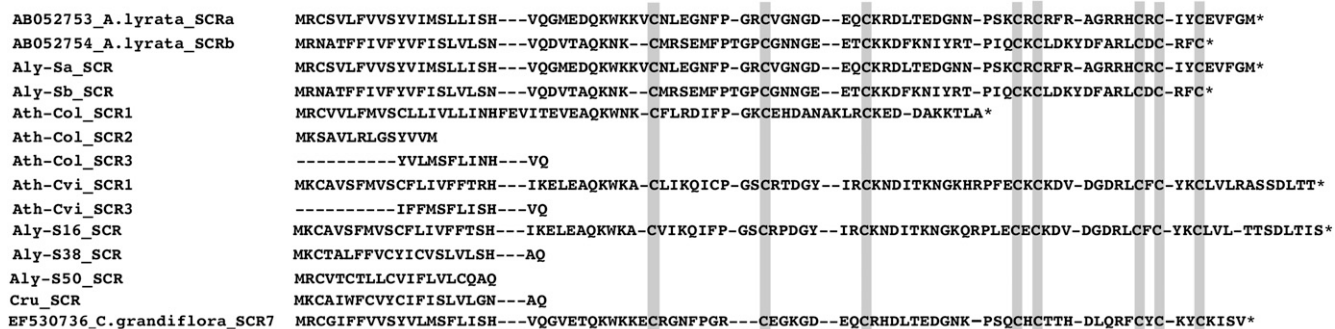 AB052753_A.lyrata_SCRa MRCSVLFVVSYVIMSLLISH---VQGMEDQKWKKVCNLEGNFP-GRCVGNGD--EQCKRDLTEDGNN-PSKCRCRFR-AGRRHCRC-IYCEVFGM*
AB052754_A.lyrata_SCRb MRNATFFIVFYVFISLVLSN---VQDVTAQKNK--CMRSEMFPTGPCGNNGE--ETCKKDFKNIYRT-PIQCKCLDKYDFARLCDC-RFC*
Aly-Sa_SCR MRCSVLFVVSYVIMSLLISH---VQGMEDQKWKKVCNLEGNFP-GRCVGNGD--EQCKRDLTEDGNN-PSKCRCRFR-AGRRHCRC-IYCEVFGM*
Aly-Sb_SCR MRNATFFIVFYVFISLVLSN---VQDVTAQKNK--CMRSEMFPTGPCGNNGE--ETCKKDFKNIYRT-PIQCKCLDKYDFARLCDC-RFC*
Ath-Col_SCR1 MRCVVLFMVSCLLIVLLINHFEVITEVEAQKWNK-CFLRDIFP-GKCEHDANAKLRCKED-DAKKTLA*
Ath-Col_SCR2 MKSAVLRLGSYVVM
Ath-Col_SCR3 ----------YVLMSFLINH---VQ
Ath-Cvi_SCR1 MKCAVSFMVSCFLIVFFTRH---IKELEAQKWKA-CLIKQICP-GSCRTDGY--IRCKNDITKNGKHRPFECKCKDV-DGDRLCFC-YKCLVLRASSDLTT*
Ath-Cvi_SCR3 ----------IFFMSFLISH---VQ
Aly-S16_SCR MKCAVSFMVSCFLIVFFTSH---IKELEAQKWKA-CVIKQIFP-GSCRPDGY--IRCKNDITKNGKQRPLECECKDV-DGDRLCFC-YKCLVL-TTSDLTIS*
Aly-S38_SCR MKCTALFFVCYICVSLVLSH---AQ
Aly-S50_SCR MRCVTCTLLCVIFLVLCQAQ
Cru_SCR MKCAIWFCVYCIFISLVLGN---AQ
EF530736_C.grandiflora_SCR7 MRCGIFFVVSYVLMSFLISH---VQGVETQKWKKECRGNFPGR---CEGKGD--EQCRHDLTEDGNK-PSQCHCTTH-DLQRFCYC-KYCKISV*